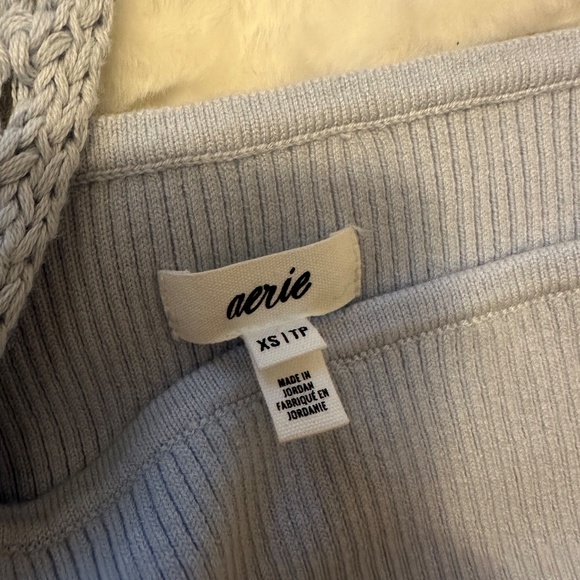 aerie
XS | TP
MADE IN
JORDAN
FABRIQUÉ EN
JORDANIE